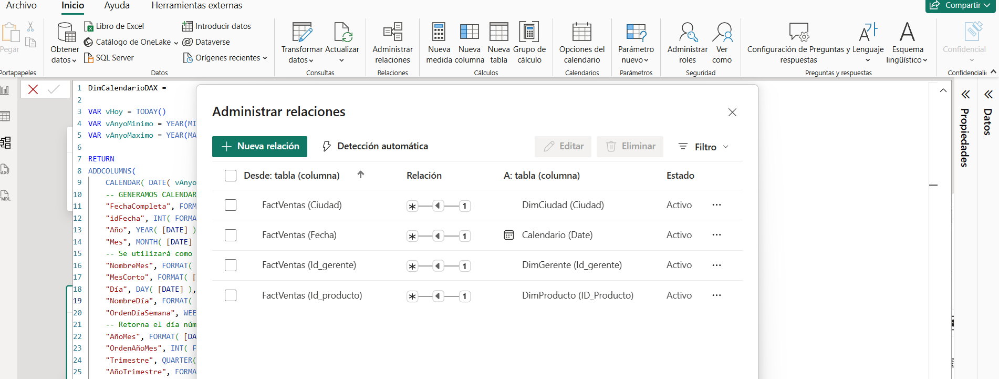 Archivo Inicio Ayuda Herramientas externas Compartir
Pegar
Portapapeles
Obtener datos
Libro de Excel
Catálogo de OneLake
SQL Server
Introducir datos
Dataverse
Orígenes recientes
Datos
Transformar datos
Actualizar
Consultas
Administrar relaciones
Relaciones
Nueva medida
Nueva columna
Nueva tabla
Grupo de cálculo
Cálculos
Opciones del calendario
Calendarios
Parámetro nuevo
Parámetros
Administrar roles
Ver como
Seguridad
Configuración de Preguntas y respuestas
Lenguaje
Esquema lingüístico
Preguntas y respuestas
Confidencial
Confidenciali
1 DimCalendarioDAX =
2
3 VAR vHoy = TODAY()
4 VAR vAnyoMinimo = YEAR(MI
5 VAR vAnyoMaximo = YEAR(MA
6
7 RETURN
8 ADDCOLUMNS(
9 CALENDAR( DATE( vAnyo
10 -- GENERAMOS CALENDAR
11 "FechaCompleta", FORM
12 "idFecha", INT( FORMA
13 "Año", YEAR( [DATE] )
14 "Mes", MONTH( [DATE]
15 -- Se utilizará como
16 "NombreMes", FORMAT(
17 "MesCorto", FORMAT( [
18 "Día", DAY( [DATE] ),
19 "NombreDía", FORMAT(
20 "OrdenDíaSemana", WEE
21 -- Retorna el día núm
22 "AñoMes", FORMAT( [DA
23 "OrdenAñoMes", INT( F
24 "Trimestre", QUARTER(
25 "AñoTrimestre", FORMA
Administrar relaciones
Nueva relación Detección automática Editar Eliminar Filtro
Desde: tabla (columna) Relación A: tabla (columna) Estado
FactVentas (Ciudad) * 1 DimCiudad (Ciudad) Activo ...
FactVentas (Fecha) * 1 Calendario (Date) Activo ...
FactVentas (Id_gerente) * 1 DimGerente (Id_gerente) Activo ...
FactVentas (Id_producto) * 1 DimProducto (ID_Producto) Activo ...
Propiedades
Datos